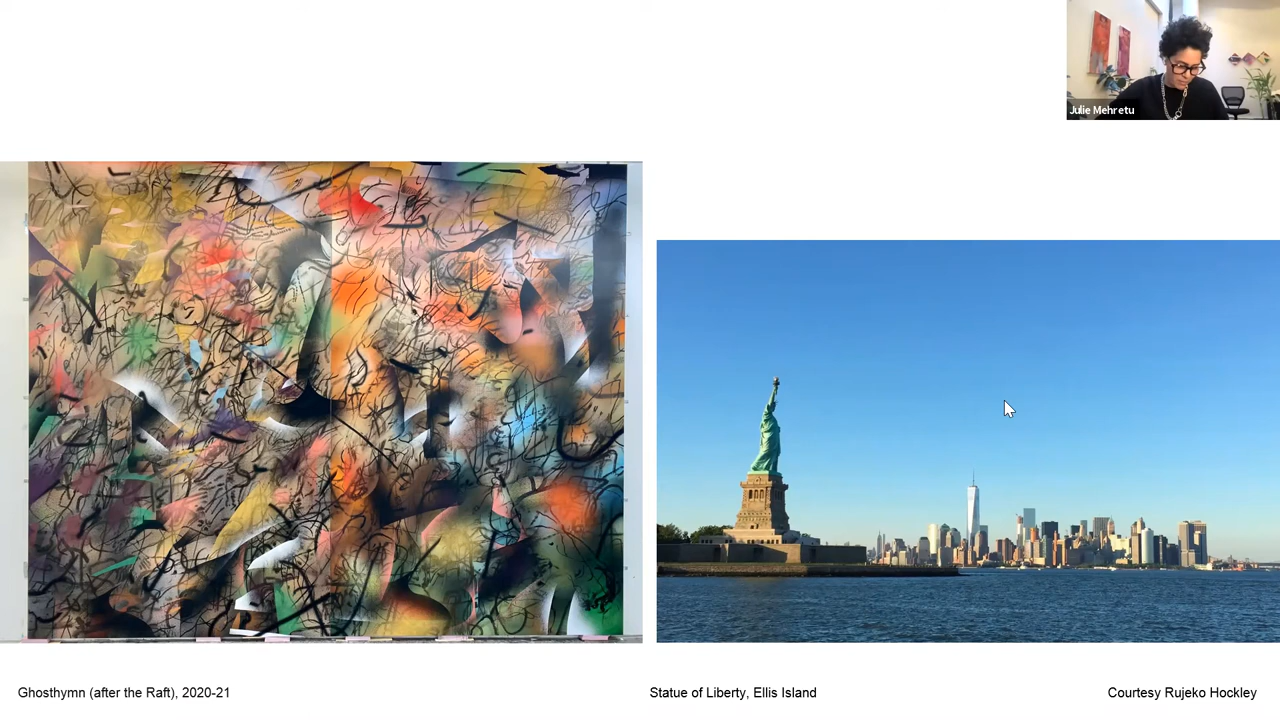 Julie Mehretu
Ghosthymn (after the Raft), 2020-21
Statue of Liberty, Ellis Island
Courtesy Rujeko Hockley